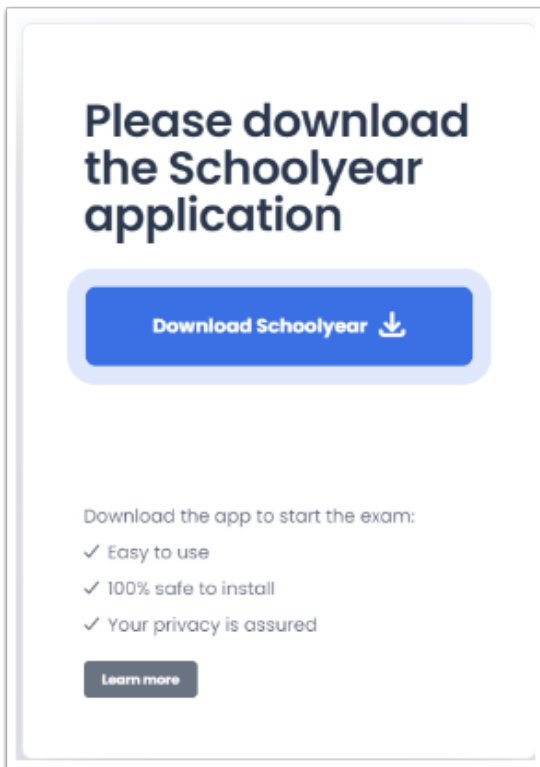 Please download
the Schoolyear
application
Download Schoolyear
Download the app to start the exam:
✓ Easy to use
✓ 100% safe to install
✓ Your privacy is assured
Learn more